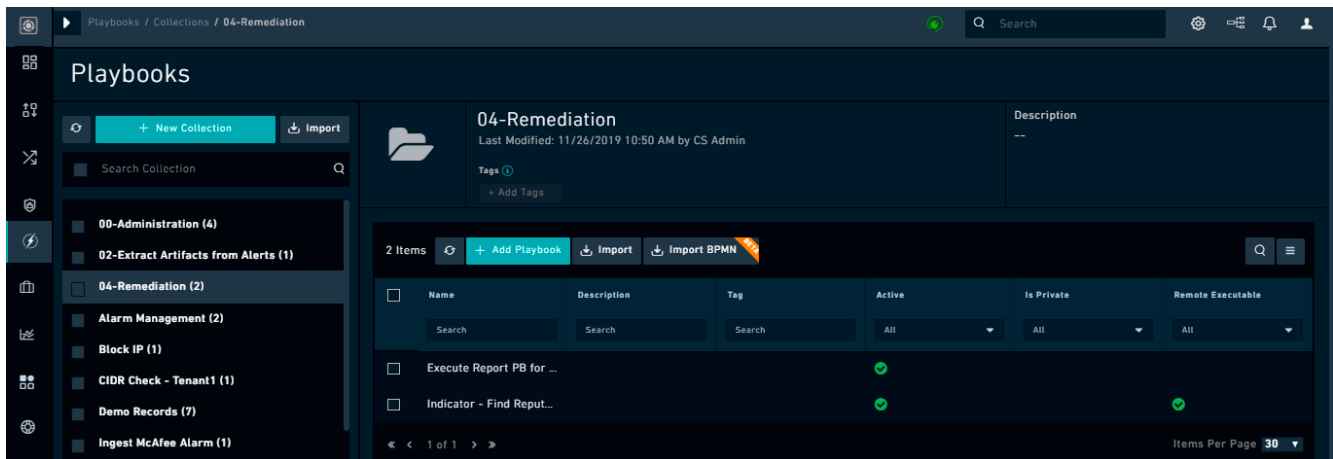 Playbooks / Collections / 04-Remediation
Search
Playbooks
+ New Collection
Import
Search Collection
00-Administration (4)
02-Extract Artifacts from Alerts (1)
04-Remediation (2)
Alarm Management (2)
Block IP (1)
CIDR Check - Tenant1 (1)
Demo Records (7)
Ingest McAfee Alarm (1)
04-Remediation
Last Modified: 11/26/2019 10:50 AM by CS Admin
Tags
+ Add Tags
Description
--
2 Items
+ Add Playbook
Import
Import BPMN
BETA
Name Description Tag Active Is Private Remote Executable
Search Search Search All All All
Execute Report PB for ...
Indicator - Find Reput...
1 of 1
Items Per Page 30